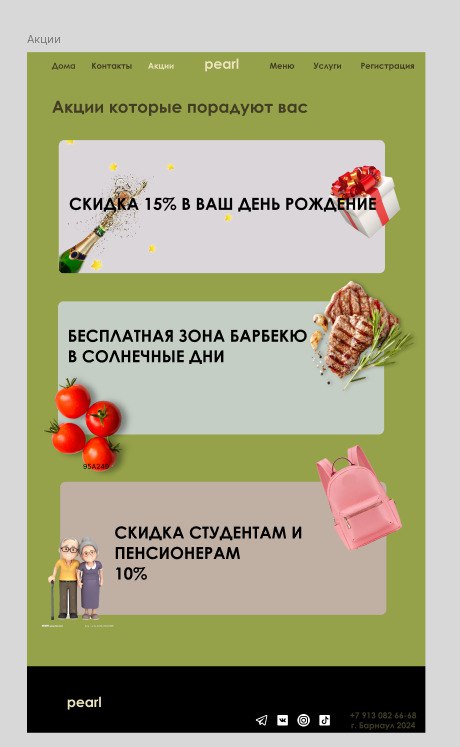 Акции
Дома Контакты Акции pearl Меню Услуги Регистрация
Акции которые порадуют вас
СКИДКА 15% В ВАШ ДЕНЬ РОЖДЕНИЕ
БЕСПЛАТНАЯ ЗОНА БАРБЕКЮ
В СОЛНЕЧНЫЕ ДНИ
95A248
СКИДКА СТУДЕНТАМ И
ПЕНСИОНЕРАМ
10%
pearl
+7 913 082 66-68
г. Барнаул 2024